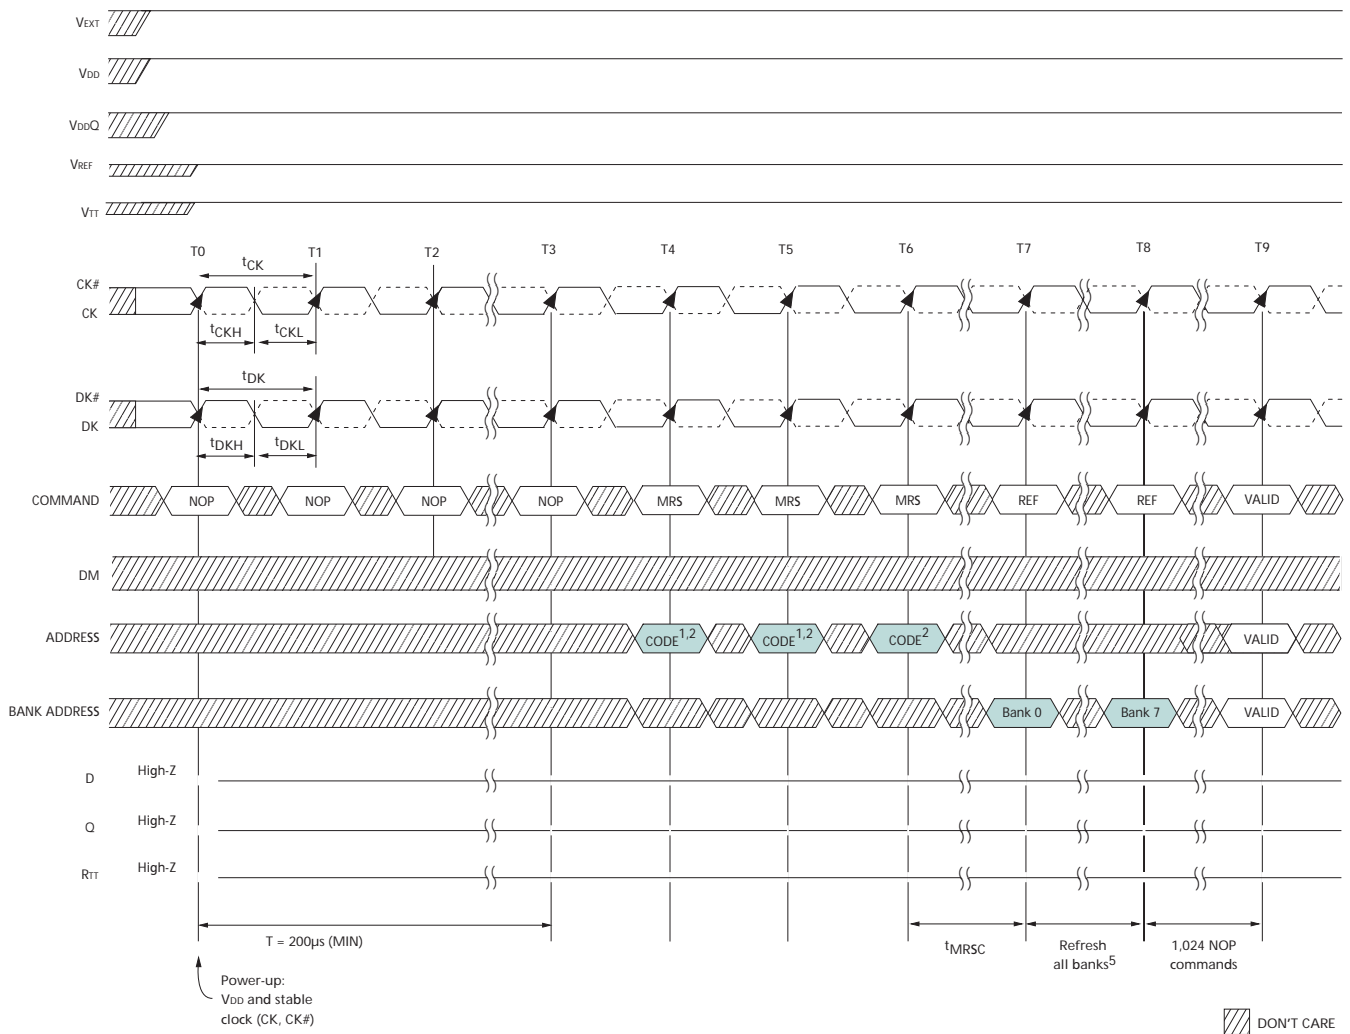 VEXT
VDD
VDDQ
VREF
VTT
T0 T1 T2 T3 T4 T5 T6 T7 T8 T9
tCK
CK#
CK
tCKH tCKL
tDK
DK#
DK
tDKH tDKL
COMMAND NOP NOP NOP NOP MRS MRS MRS REF REF VALID
DM
ADDRESS CODE1,2 CODE1,2 CODE2 VALID
BANK ADDRESS Bank 0 Bank 7 VALID
D High-Z
Q High-Z
RTT High-Z
T = 200µs (MIN)
tMRSC
Refresh
all banks5
1,024 NOP
commands
Power-up:
VDD and stable
clock (CK, CK#)
DON'T CARE